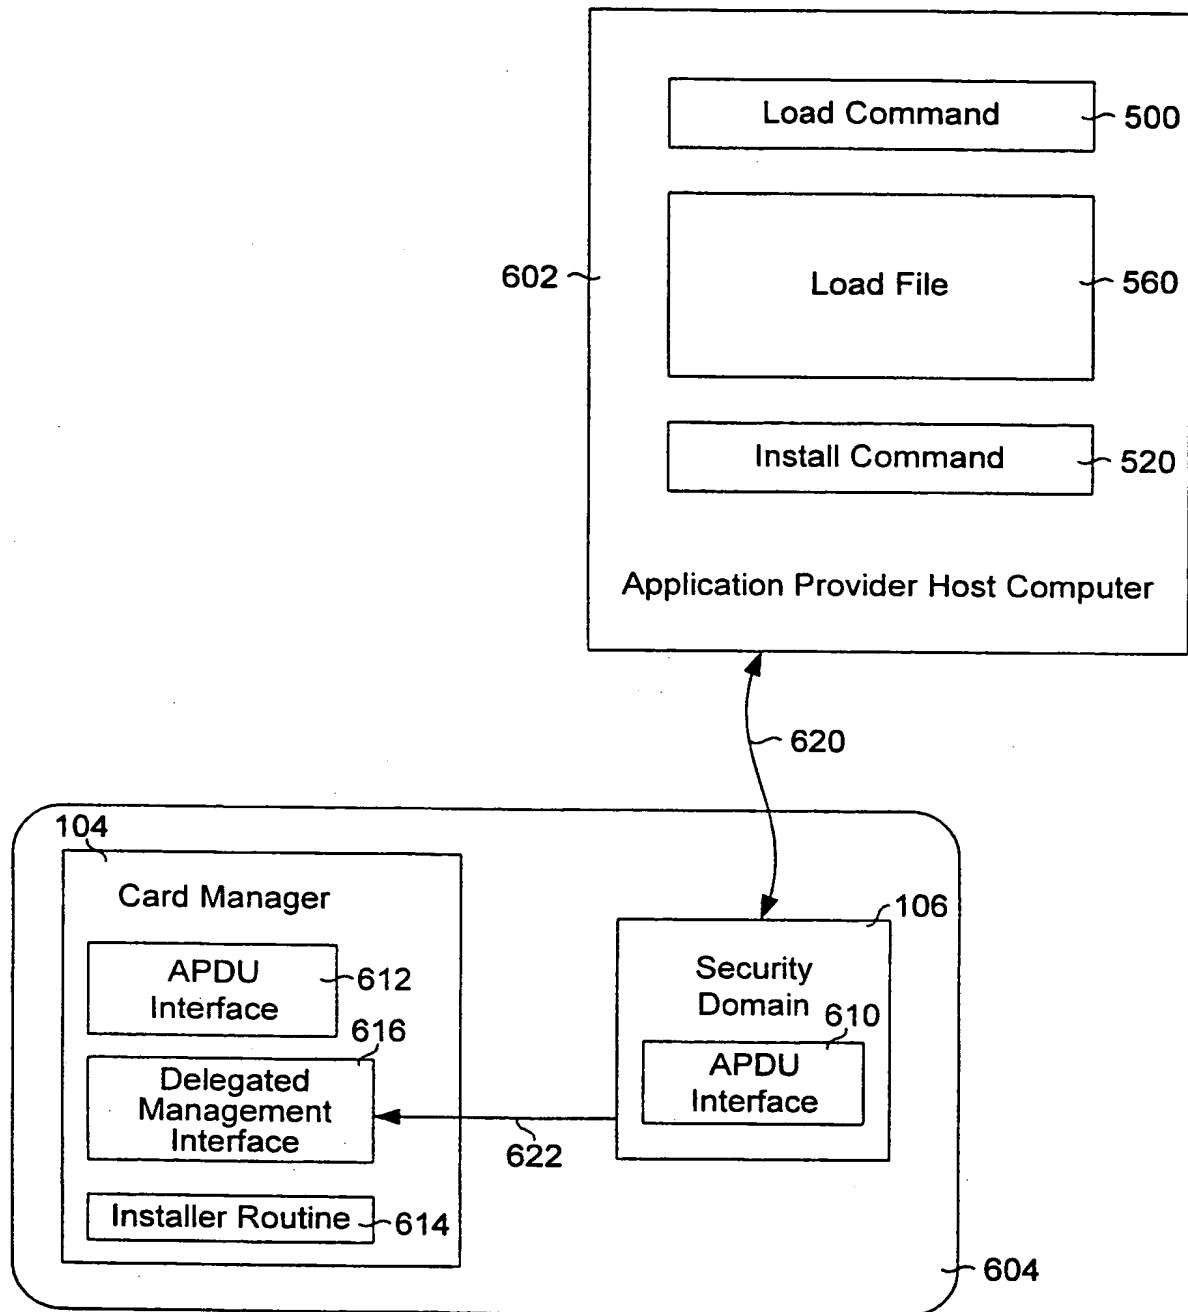 Load Command
500
Load File
560
602
Install Command
520
Application Provider Host Computer
620
104
Card Manager
106
APDU
Interface
612
Security
Domain
616
610
Delegated
Management
Interface
APDU
Interface
622
Installer Routine
614
604